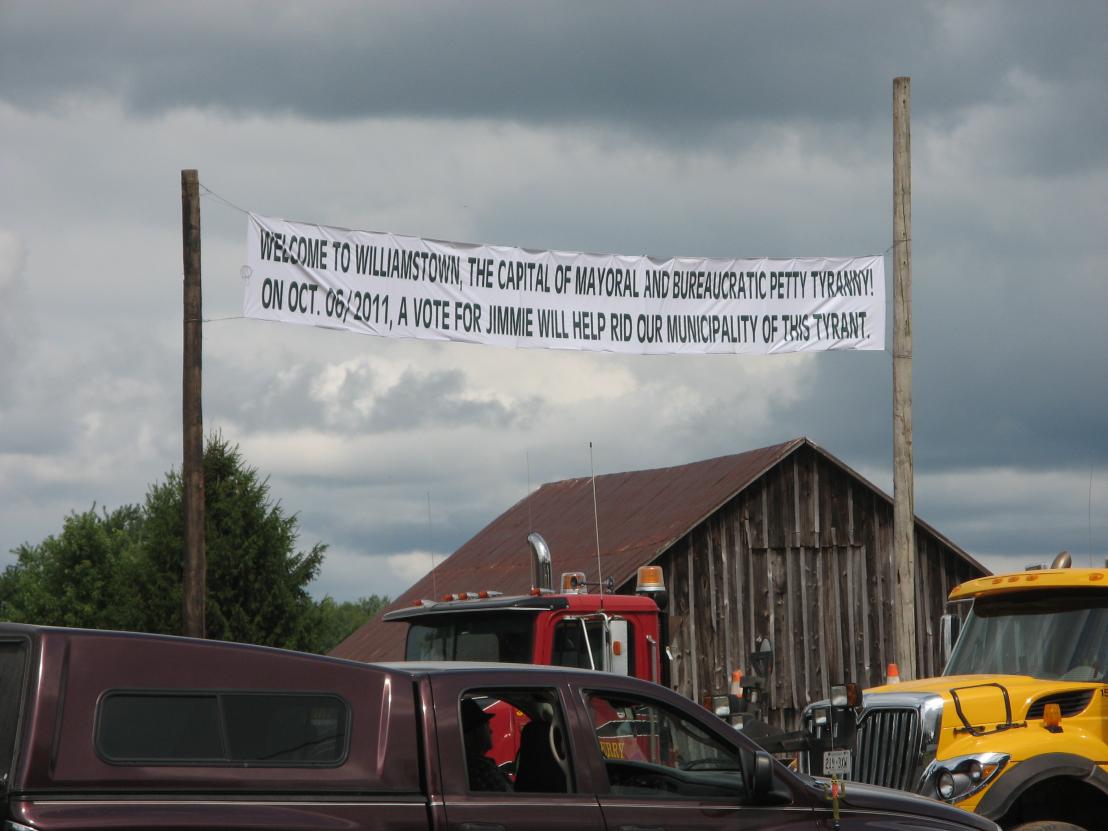 WELCOME TO WILLIAMSTOWN, THE CAPITAL OF MAYORAL AND BUREAUCRATIC PETTY TYRANNY!
ON OCT. 06/2011, A VOTE FOR JIMMIE WILL HELP RID OUR MUNICIPALITY OF THIS TYRANT.
ERRY